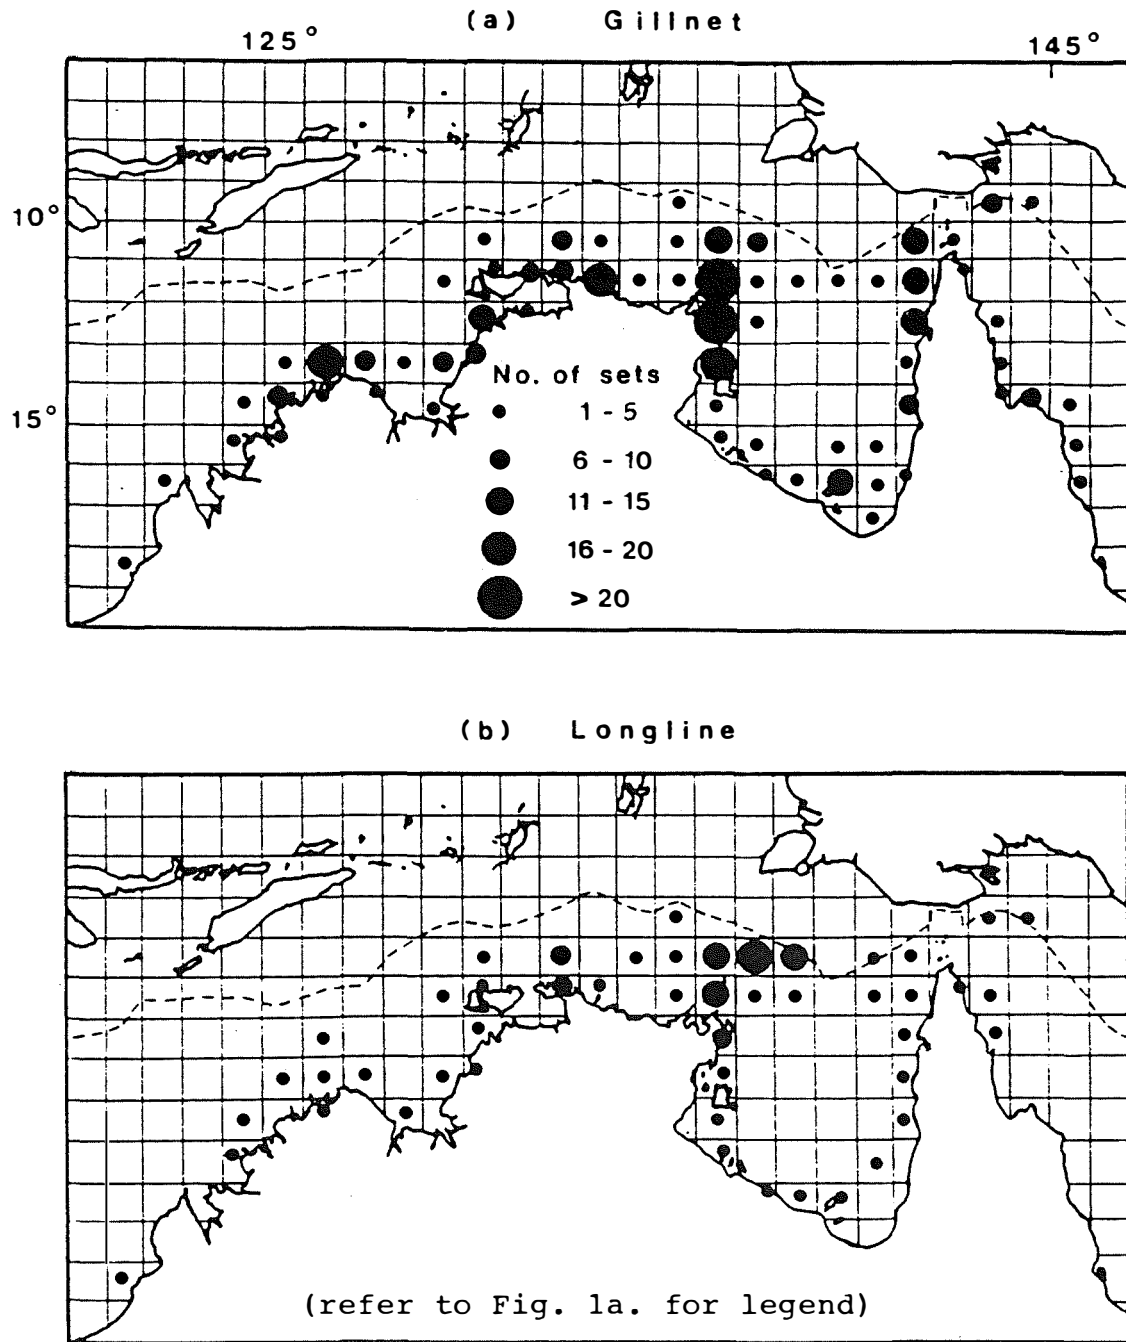 (a) Gillnet
125° 145°
10°
15°
No. of sets
1 - 5
6 - 10
11 - 15
16 - 20
> 20
(b) Longline
(refer to Fig. 1a. for legend)